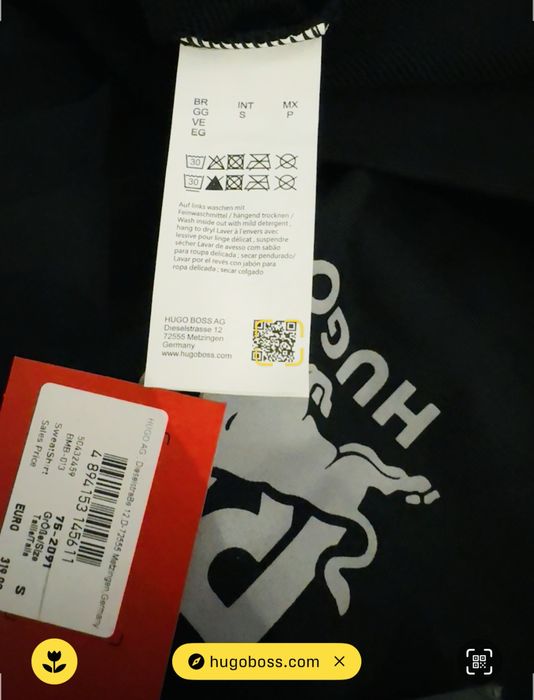 BR
GG
VE
EG
INT
S
MX
P
30
30
Auf links waschen mit
Feinwaschmittel / hängend trocknen /
Wash inside out with mild detergent ;
hang to dry/ Laver à l'envers avec
lessive pour linge délicat ; suspendre
sécher Lavar de avesso com sabão
para roupa delicada ; secar pendurado/
Lavar por el revés con jabón para
ropa delicada ; secar colgado
HUGO BOSS AG
Dieselstrasse 12
72555 Metzingen
Germany
www.hugoboss.com
HUGO
HUGO AG Dieselstraße 12 D-72555 Metzingen/Germany
4 894153 145611
50432459
BMB-013
Sweatshirt
Sales Price
75 2091
Größe/Size
Taille/Talla
EURO
S
hugoboss.com